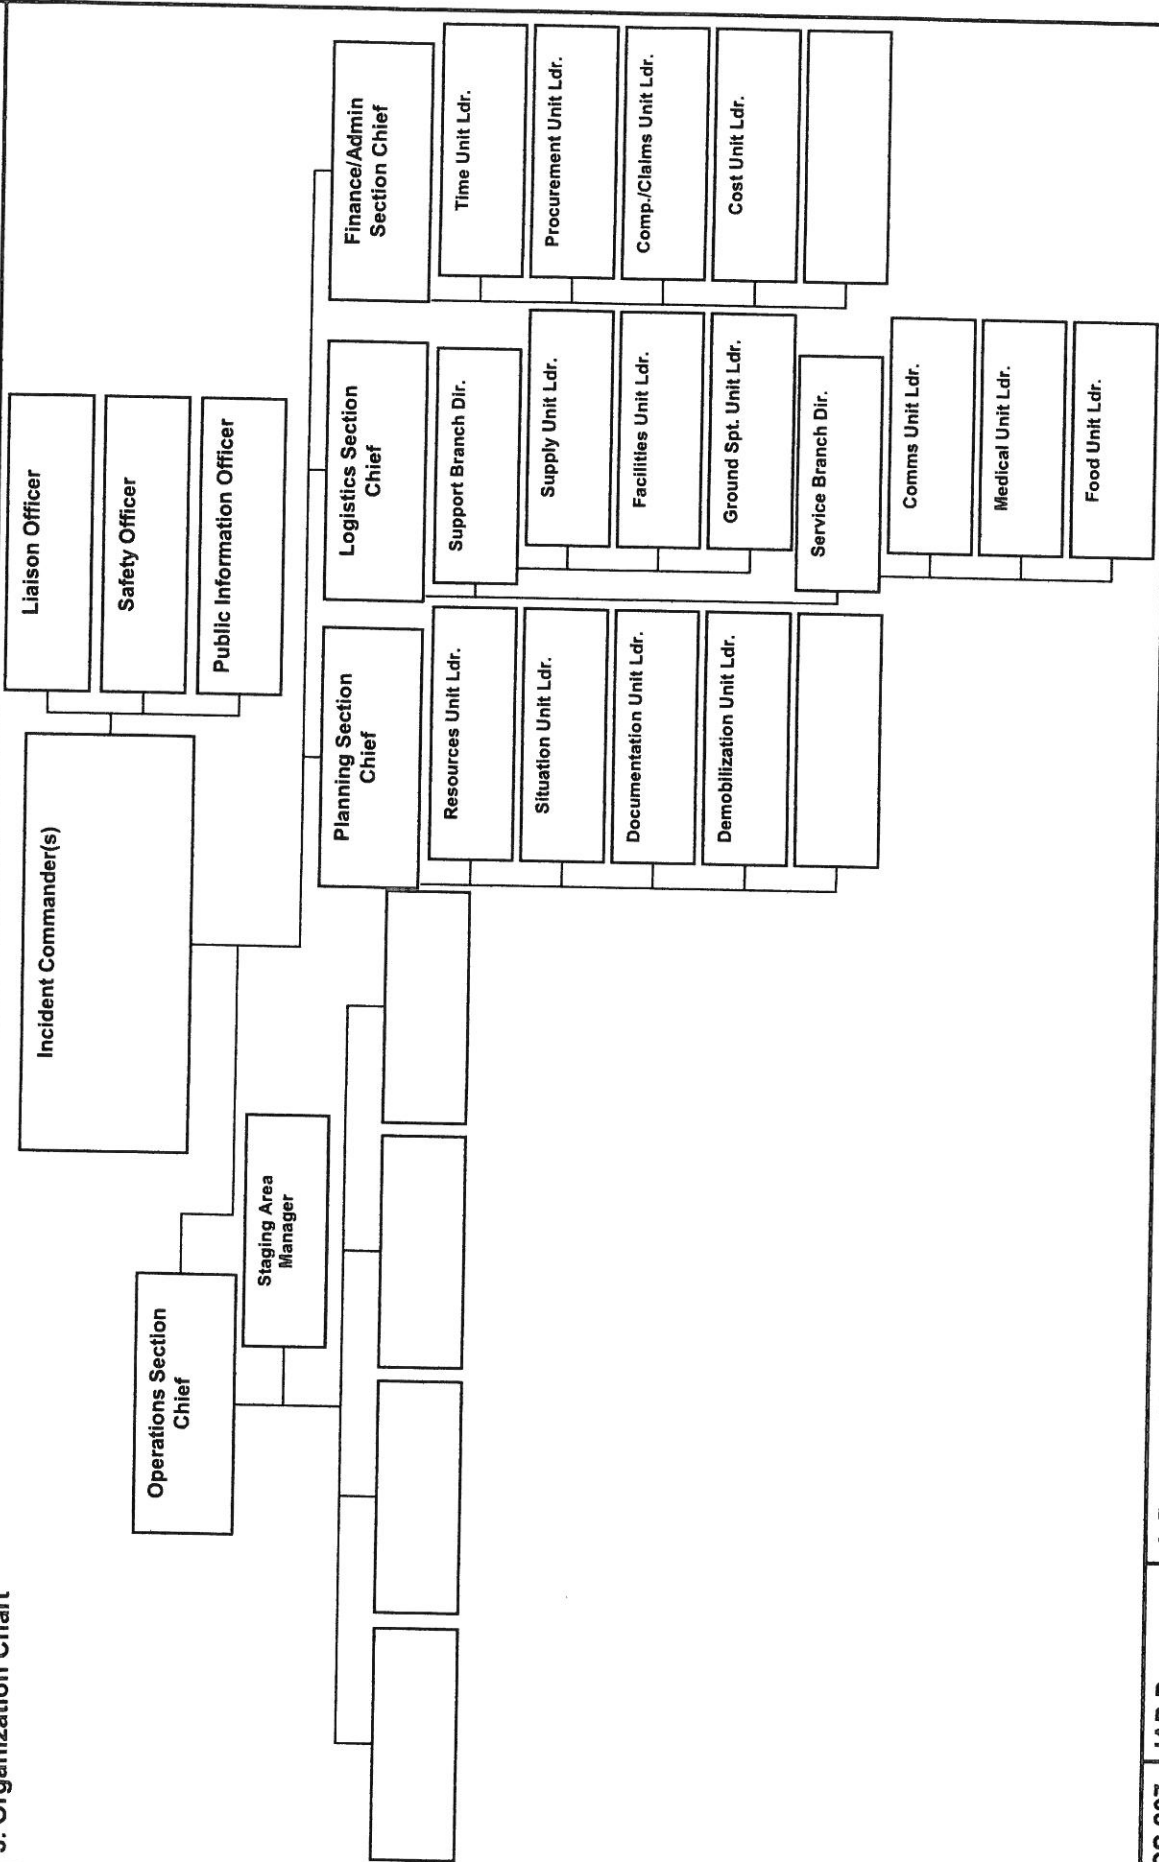 3. Organization Chart
Incident Commander(s)
Liaison Officer
Safety Officer
Public Information Officer
Operations Section
Chief
Staging Area
Manager
Planning Section
Chief
Resources Unit Ldr.
Situation Unit Ldr.
Documentation Unit Ldr.
Demobilization Unit Ldr.
Logistics Section
Chief
Support Branch Dir.
Supply Unit Ldr.
Facilities Unit Ldr.
Ground Spt. Unit Ldr.
Service Branch Dir.
Comms Unit Ldr.
Medical Unit Ldr.
Food Unit Ldr.
Finance/Admin
Section Chief
Time Unit Ldr.
Procurement Unit Ldr.
Comp./Claims Unit Ldr.
Cost Unit Ldr.